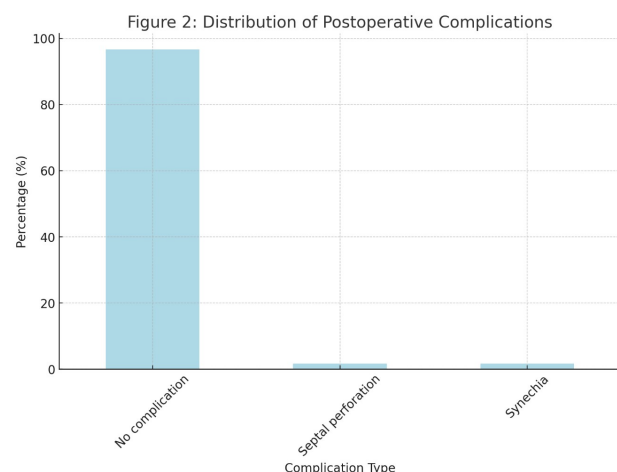 Figure 2: Distribution of Postoperative Complications
100
80
60
40
20
0
Percentage (%)
No complication
Septal perforation
Synechia
Complication Type